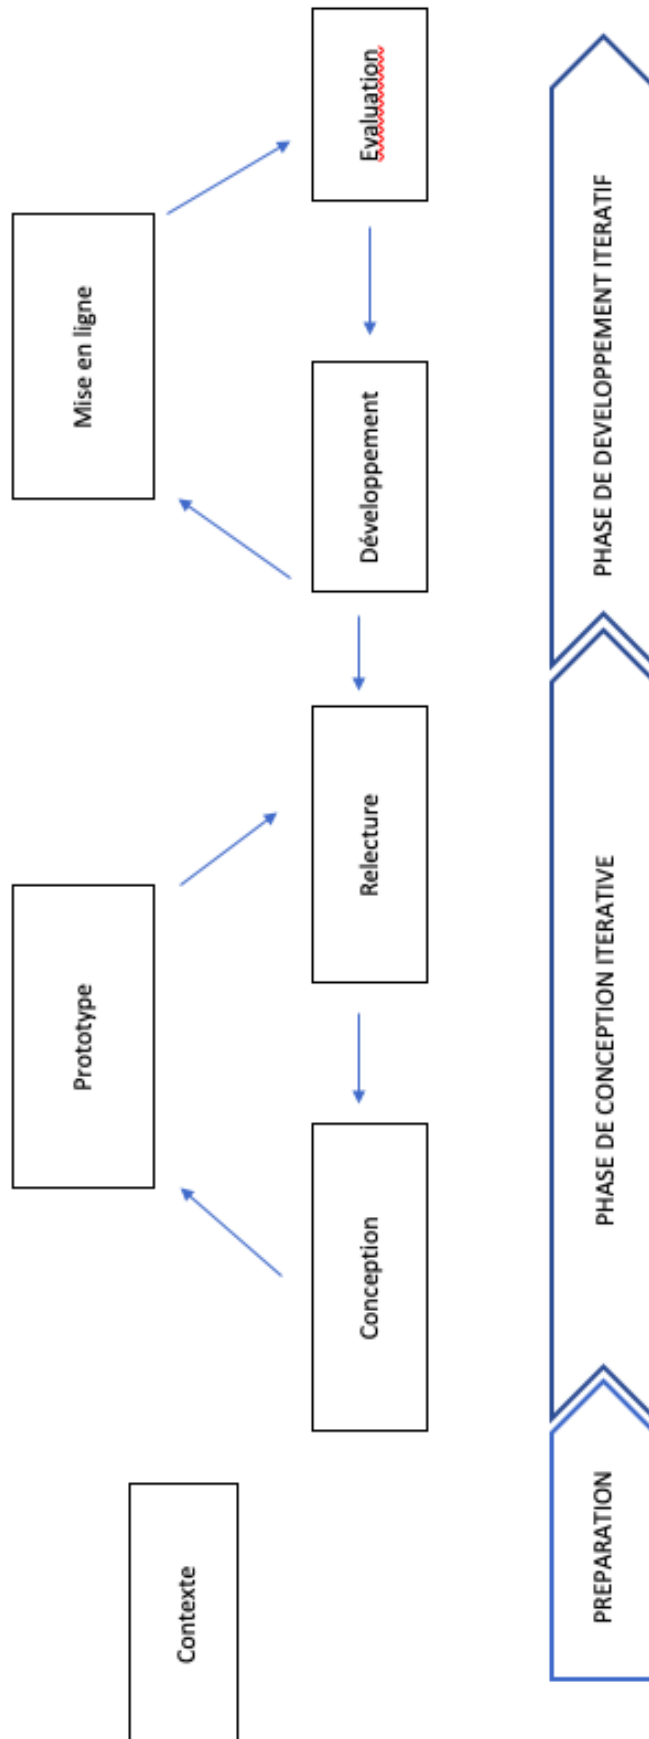 Contexte
Conception
Prototype
Relecture
Développement
Mise en ligne
Evaluation
PREPARATION
PHASE DE CONCEPTION ITERATIVE
PHASE DE DEVELOPPEMENT ITERATIF